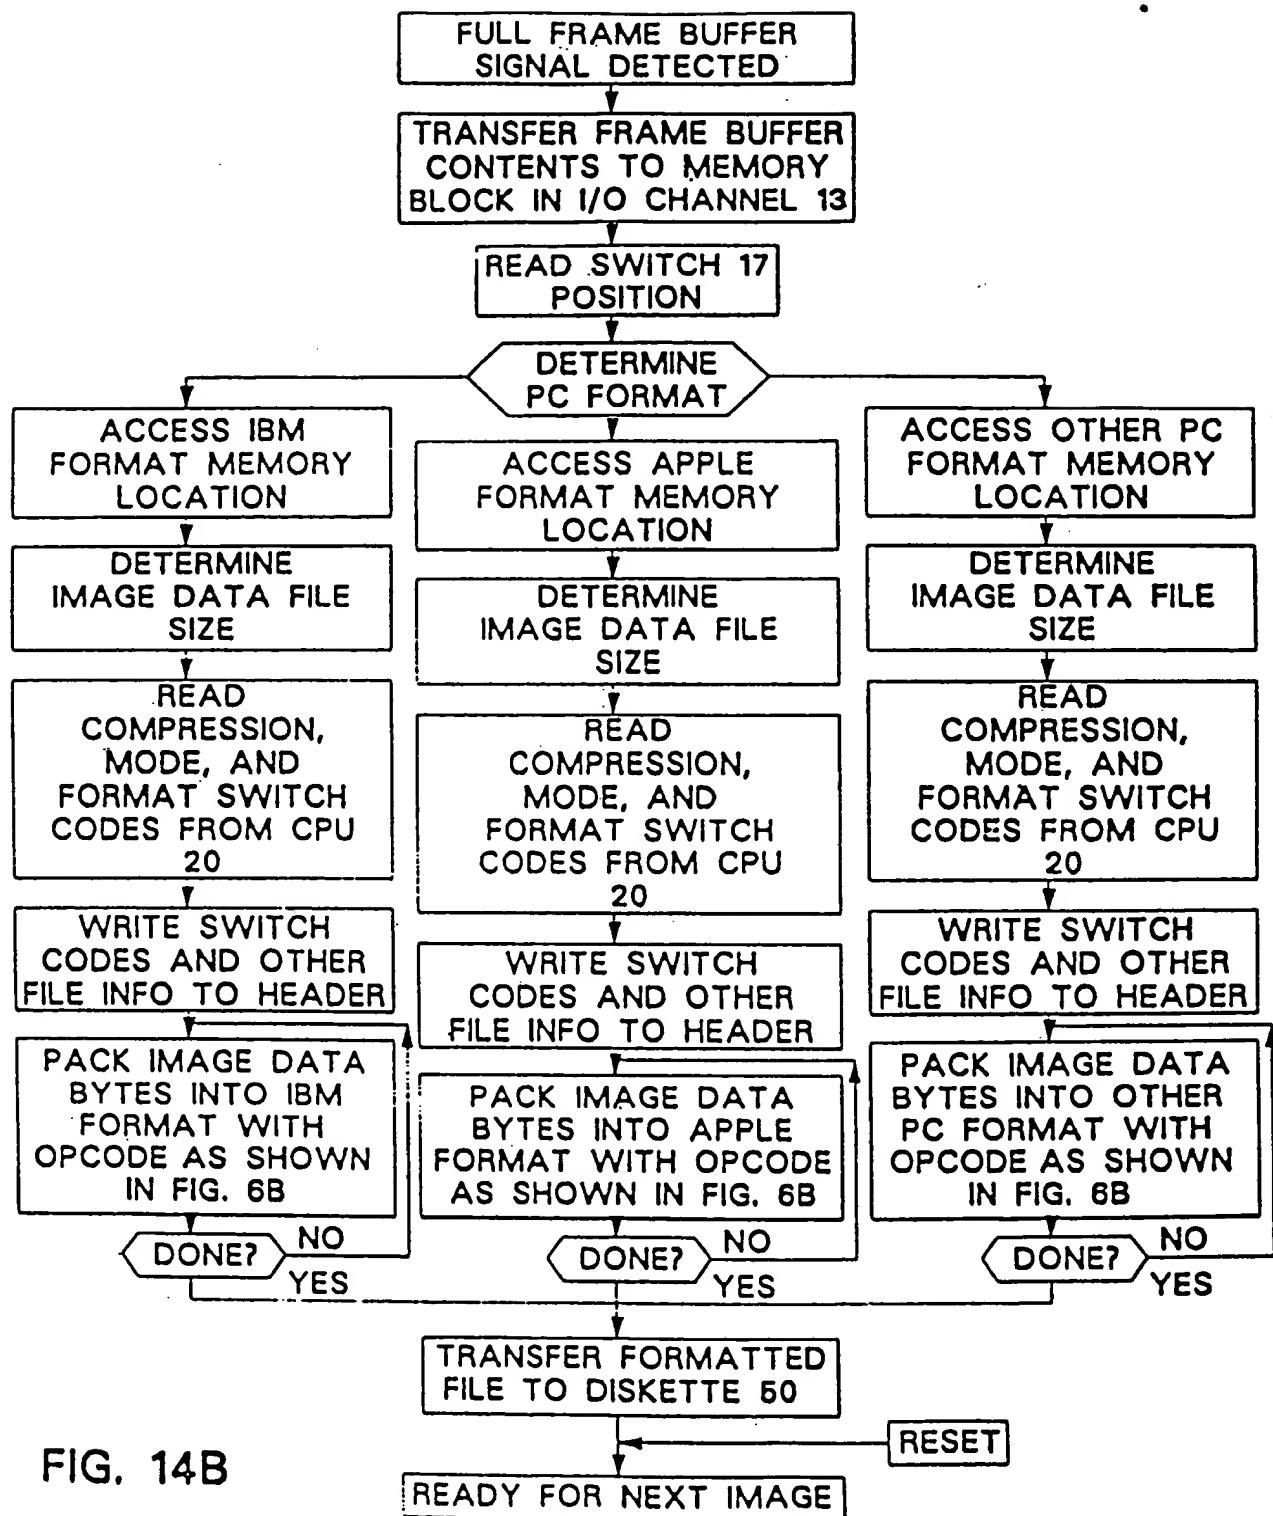 FULL FRAME BUFFER
SIGNAL DETECTED
TRANSFER FRAME BUFFER
CONTENTS TO MEMORY
BLOCK IN I/O CHANNEL 13
READ SWITCH 17
POSITION
DETERMINE
PC FORMAT
ACCESS IBM
FORMAT MEMORY
LOCATION
DETERMINE
IMAGE DATA FILE
SIZE
READ
COMPRESSION,
MODE, AND
FORMAT SWITCH
CODES FROM CPU
20
WRITE SWITCH
CODES AND OTHER
FILE INFO TO HEADER
PACK IMAGE DATA
BYTES INTO IBM
FORMAT WITH
OPCODE AS SHOWN
IN FIG. 6B
DONE?
NO
YES
ACCESS APPLE
FORMAT MEMORY
LOCATION
DETERMINE
IMAGE DATA FILE
SIZE
READ
COMPRESSION,
MODE, AND
FORMAT SWITCH
CODES FROM CPU
20
WRITE SWITCH
CODES AND OTHER
FILE INFO TO HEADER
PACK IMAGE DATA
BYTES INTO APPLE
FORMAT WITH OPCODE
AS SHOWN IN FIG. 6B
DONE?
NO
YES
ACCESS OTHER PC
FORMAT MEMORY
LOCATION
DETERMINE
IMAGE DATA FILE
SIZE
READ
COMPRESSION,
MODE, AND
FORMAT SWITCH
CODES FROM CPU
20
WRITE SWITCH
CODES AND OTHER
FILE INFO TO HEADER
PACK IMAGE DATA
BYTES INTO OTHER
PC FORMAT WITH
OPCODE AS SHOWN
IN FIG. 6B
DONE?
NO
YES
TRANSFER FORMATTED
FILE TO DISKETTE 50
RESET
READY FOR NEXT IMAGE
FIG. 14B